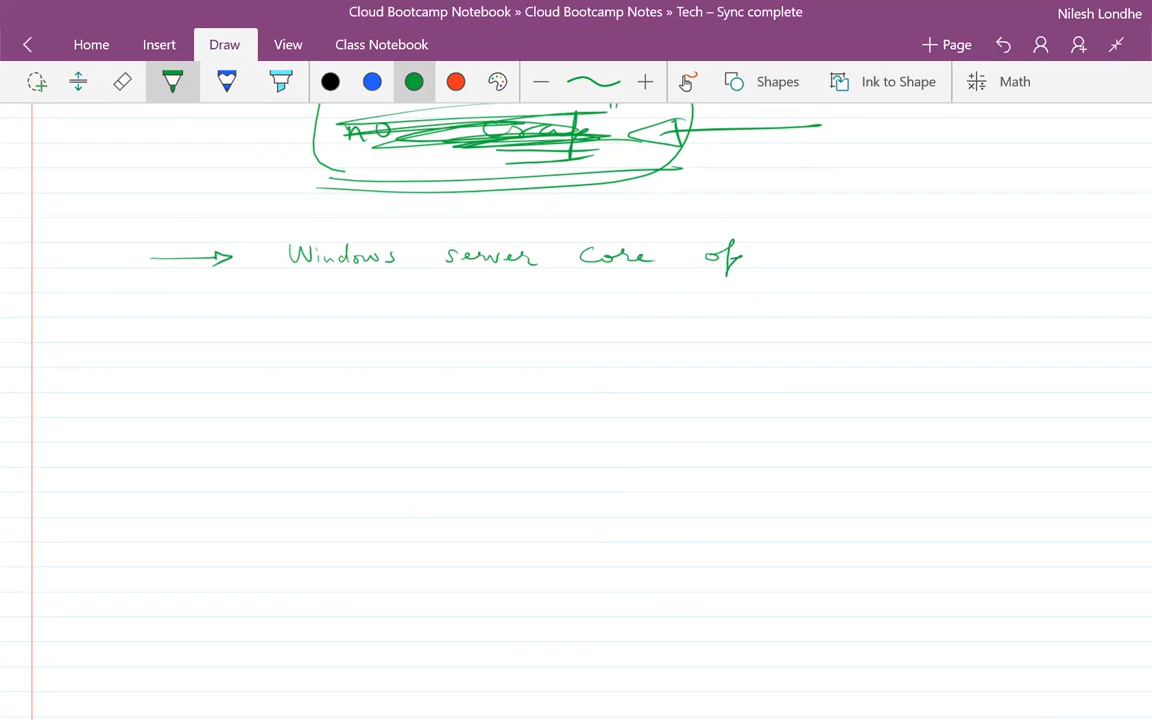 Cloud Bootcamp Notebook » Cloud Bootcamp Notes » Tech – Sync complete
Nilesh Londhe
Home Insert Draw View Class Notebook Page
Shapes Ink to Shape Math
no "
Windows server core of